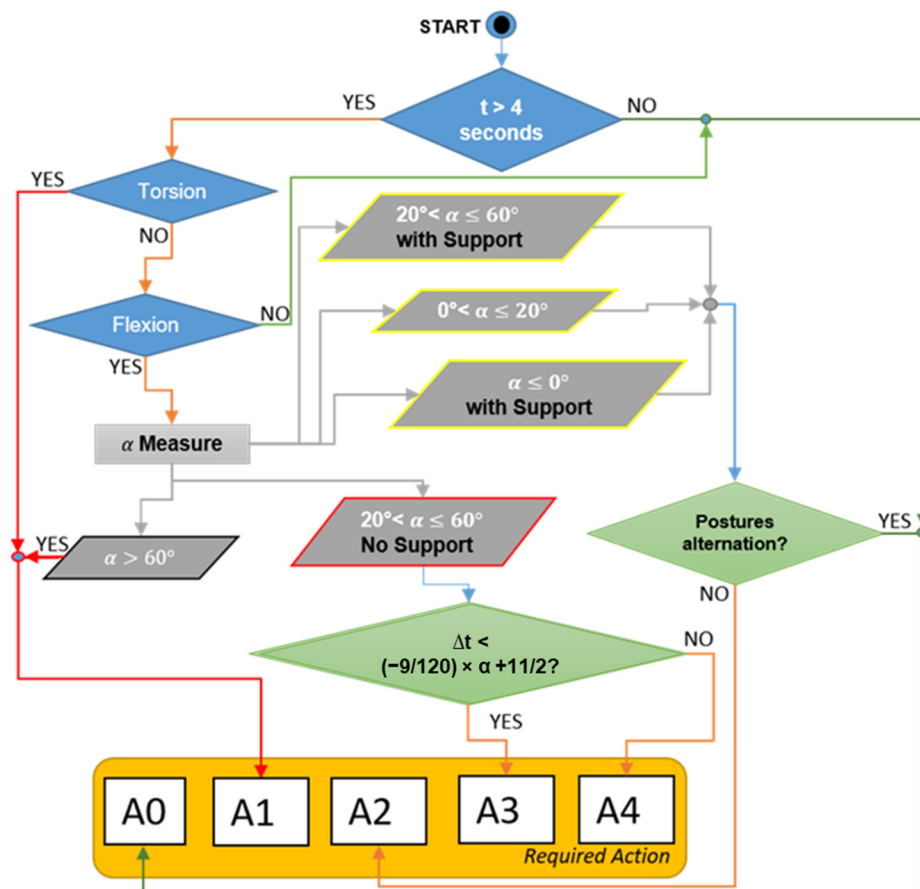 START
t > 4
seconds
YES
NO
YES
Torsion
NO
20°< α ≤ 60°
with Support
0°< α ≤ 20°
Flexion
NO
YES
α ≤ 0°
with Support
α Measure
20°< α ≤ 60°
No Support
Postures
alternation?
YES
YES
α > 60°
NO
Δt <
(−9/120) × α +11/2?
NO
YES
A0
A1
A2
A3
A4
Required Action